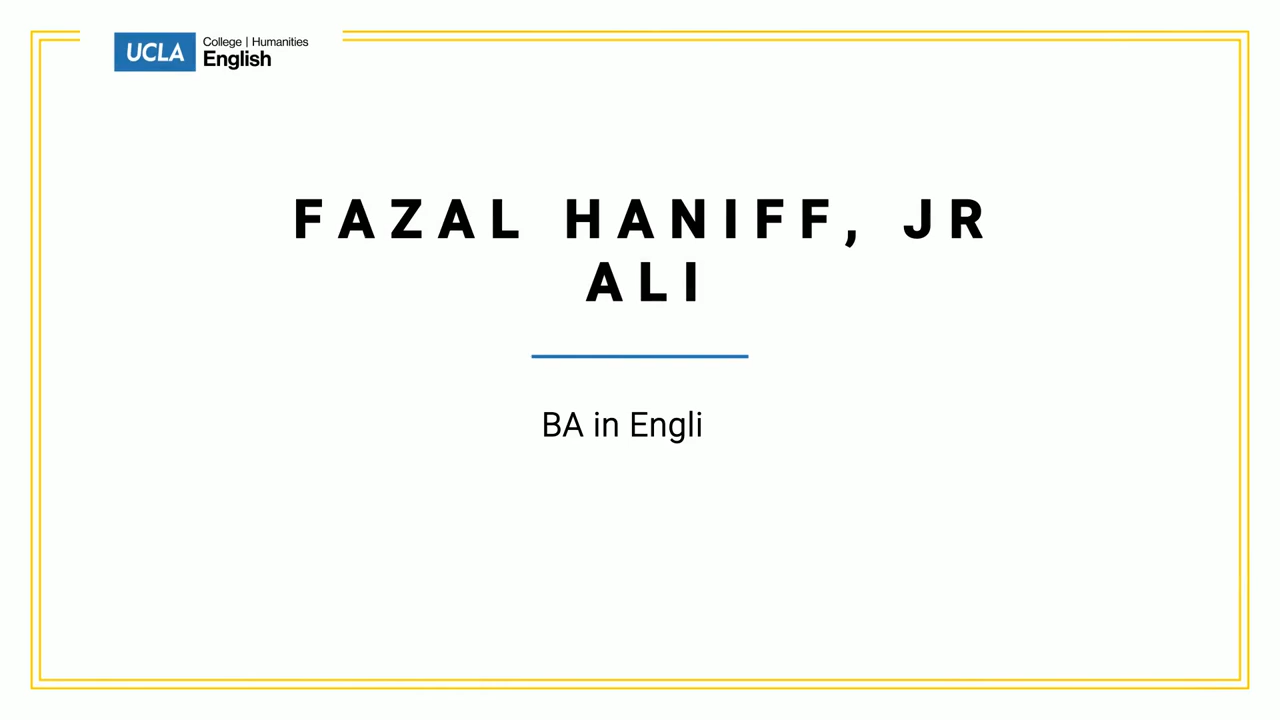 UCLA
College | Humanities
English
FAZAL HANIFF, JR
ALI
BA in Engli